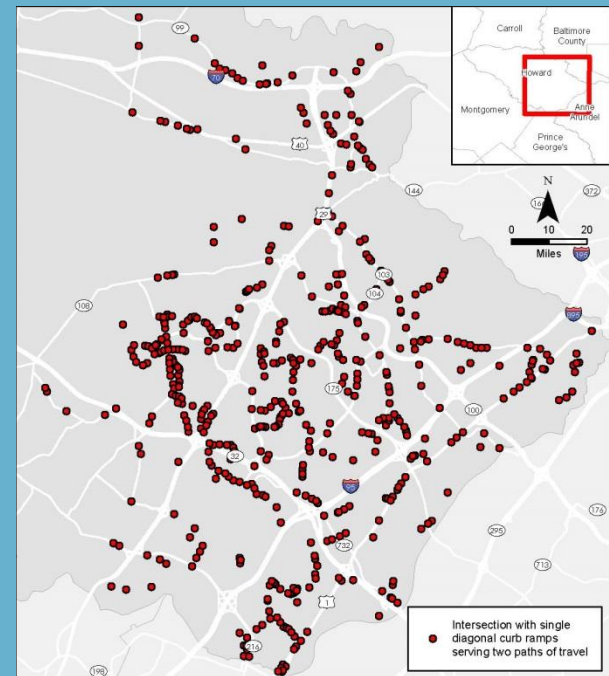 Carroll
Baltimore
County
Howard
Montgomery
Anne
Arundel
Prince
George's
99
70
40
144
372
N
29
0 10 20
Miles
195
103
104
108
895
175
100
32
95
176
295
732
713
1
216
198
Intersection with single
diagonal curb ramps
serving two paths of travel